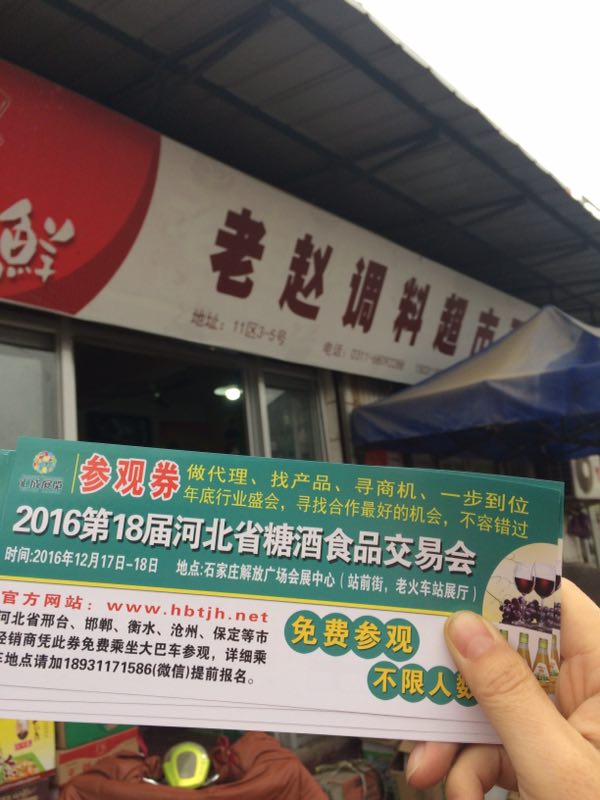 鲜
老赵调料超市
地址：11区3-5号
电话：0311-
参观券
做代理、找产品、寻商机、一步到位
年底行业盛会，寻找合作最好的机会，不容错过
2016第18届河北省糖酒食品交易会
时间:2016年12月17日-18日 地点:石家庄解放广场会展中心（站前街，老火车站展厅）
官方网站：www.hbtjh.net
河北省邢台、邯郸、衡水、沧州、保定等市
经销商凭此券免费乘坐大巴车参观，详细乘
车地点请加18931171586(微信)提前报名。
免费参观
不限人数